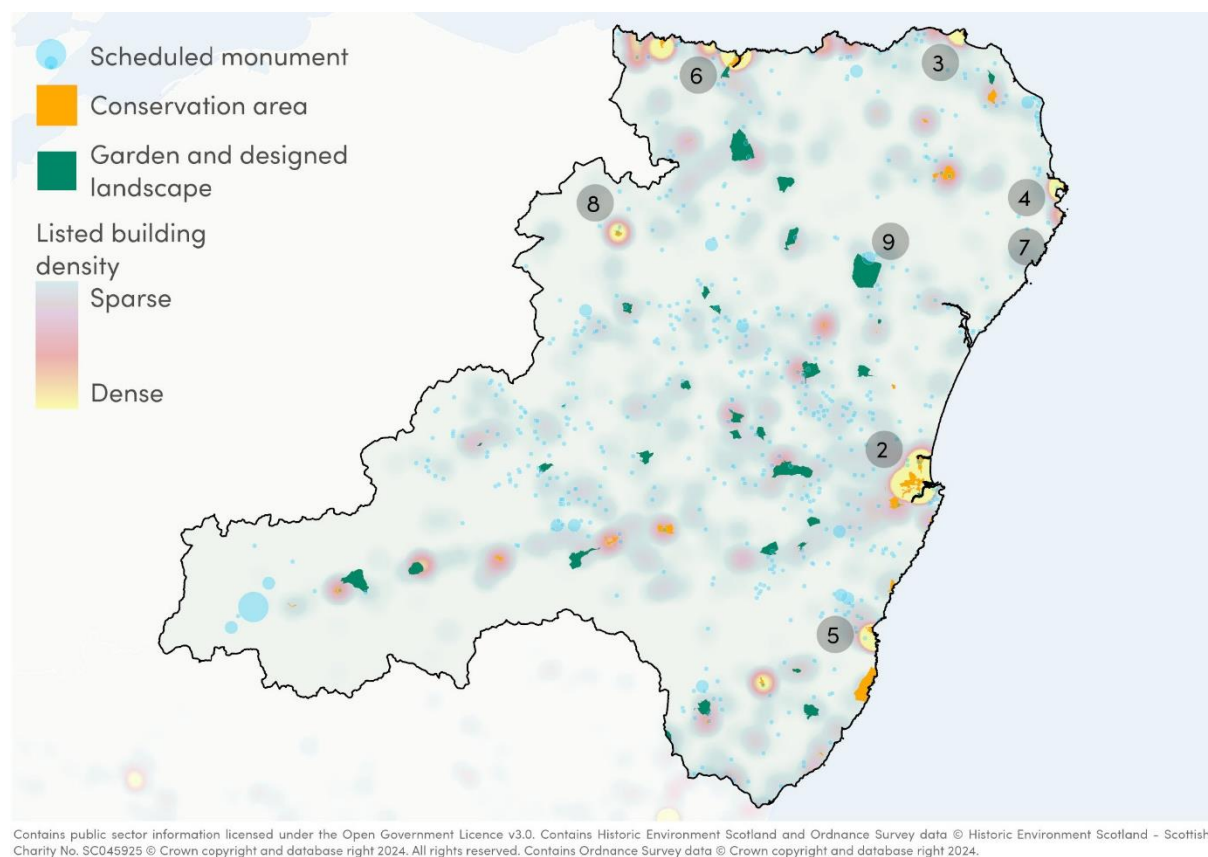 Scheduled monument
Conservation area
Garden and designed
landscape
Listed building
density
Sparse
Dense
6
3
8
4
9
7
2
5
Contains public sector information licensed under the Open Government Licence v3.0. Contains Historic Environment Scotland and Ordnance Survey data © Historic Environment Scotland - Scottish
Charity No. SC045925 © Crown copyright and database right 2024. All rights reserved. Contains Ordnance Survey data © Crown copyright and database right 2024.